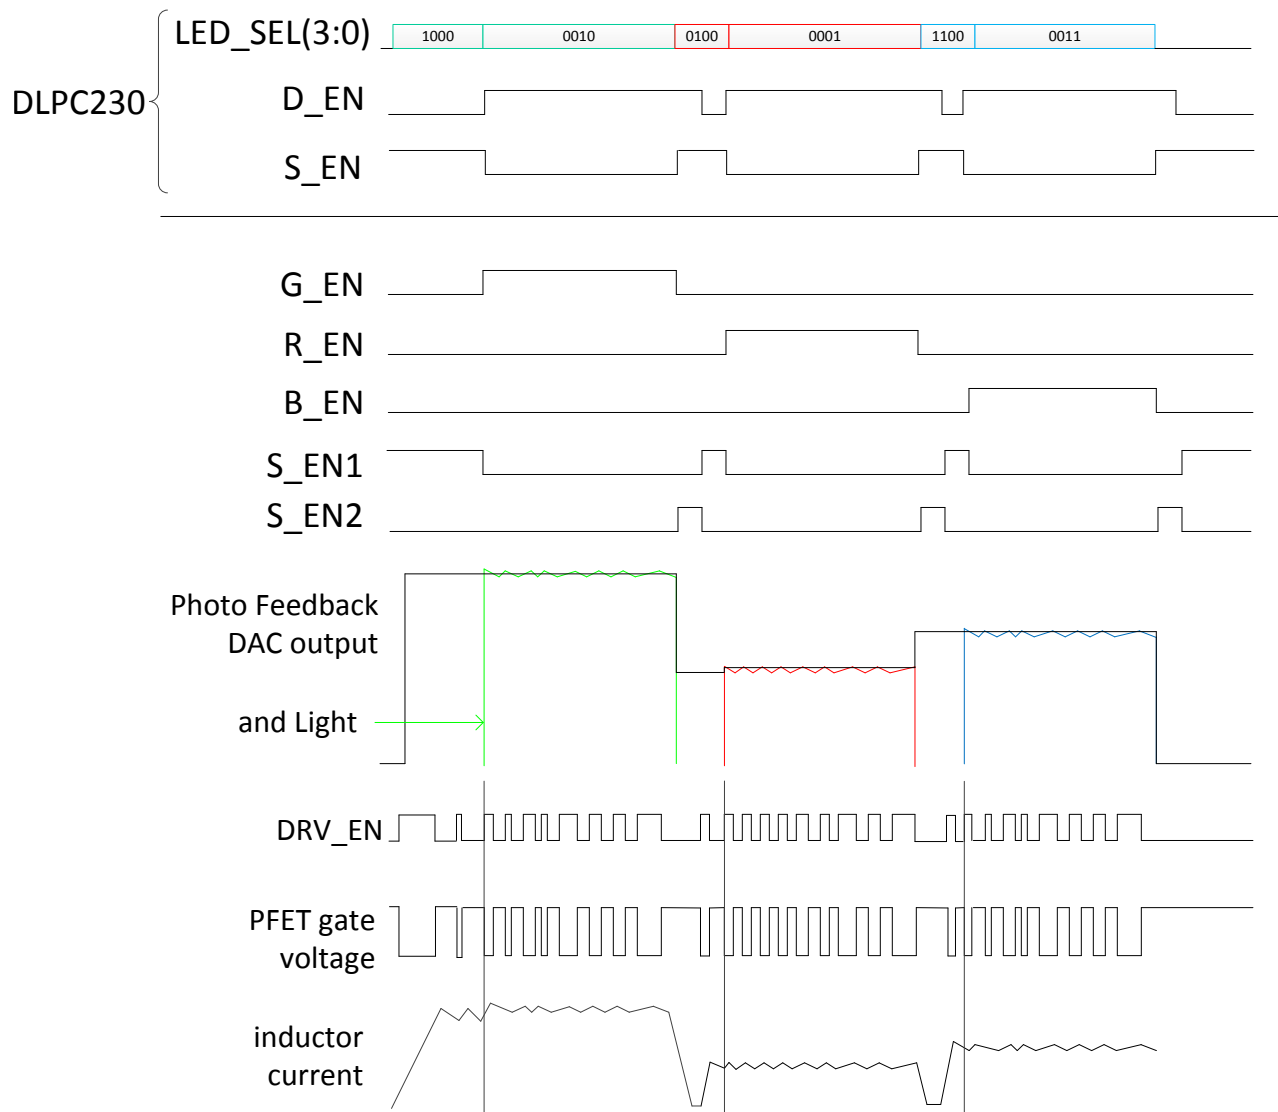 LED_SEL(3:0)
1000 0010 0100 0001 1100 0011
DLPC230
D_EN
S_EN
G_EN
R_EN
B_EN
S_EN1
S_EN2
Photo Feedback
DAC output
and Light
DRV_EN
PFET gate
voltage
inductor
current